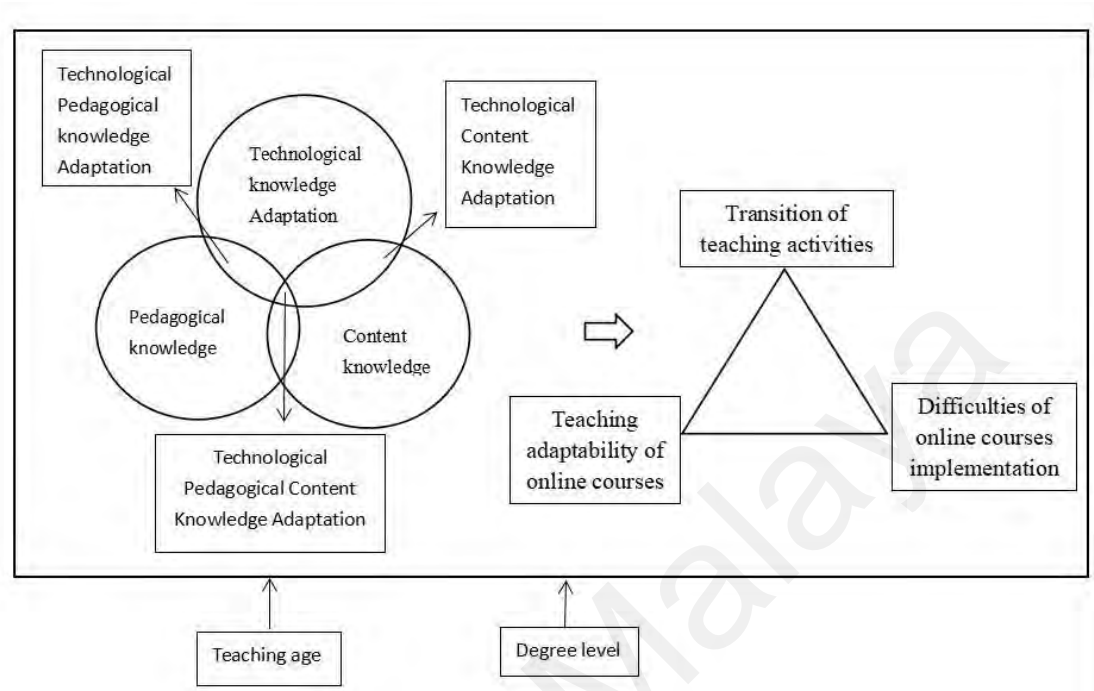 Technological
Pedagogical
knowledge
Adaptation
Technological
Content
Knowledge
Adaptation
Technological
knowledge
Adaptation
Pedagogical
knowledge
Content
knowledge
Technological
Pedagogical Content
Knowledge Adaptation
Transition of
teaching activities
Teaching
adaptability of
online courses
Difficulties of
online courses
implementation
Teaching age
Degree level
Malaya